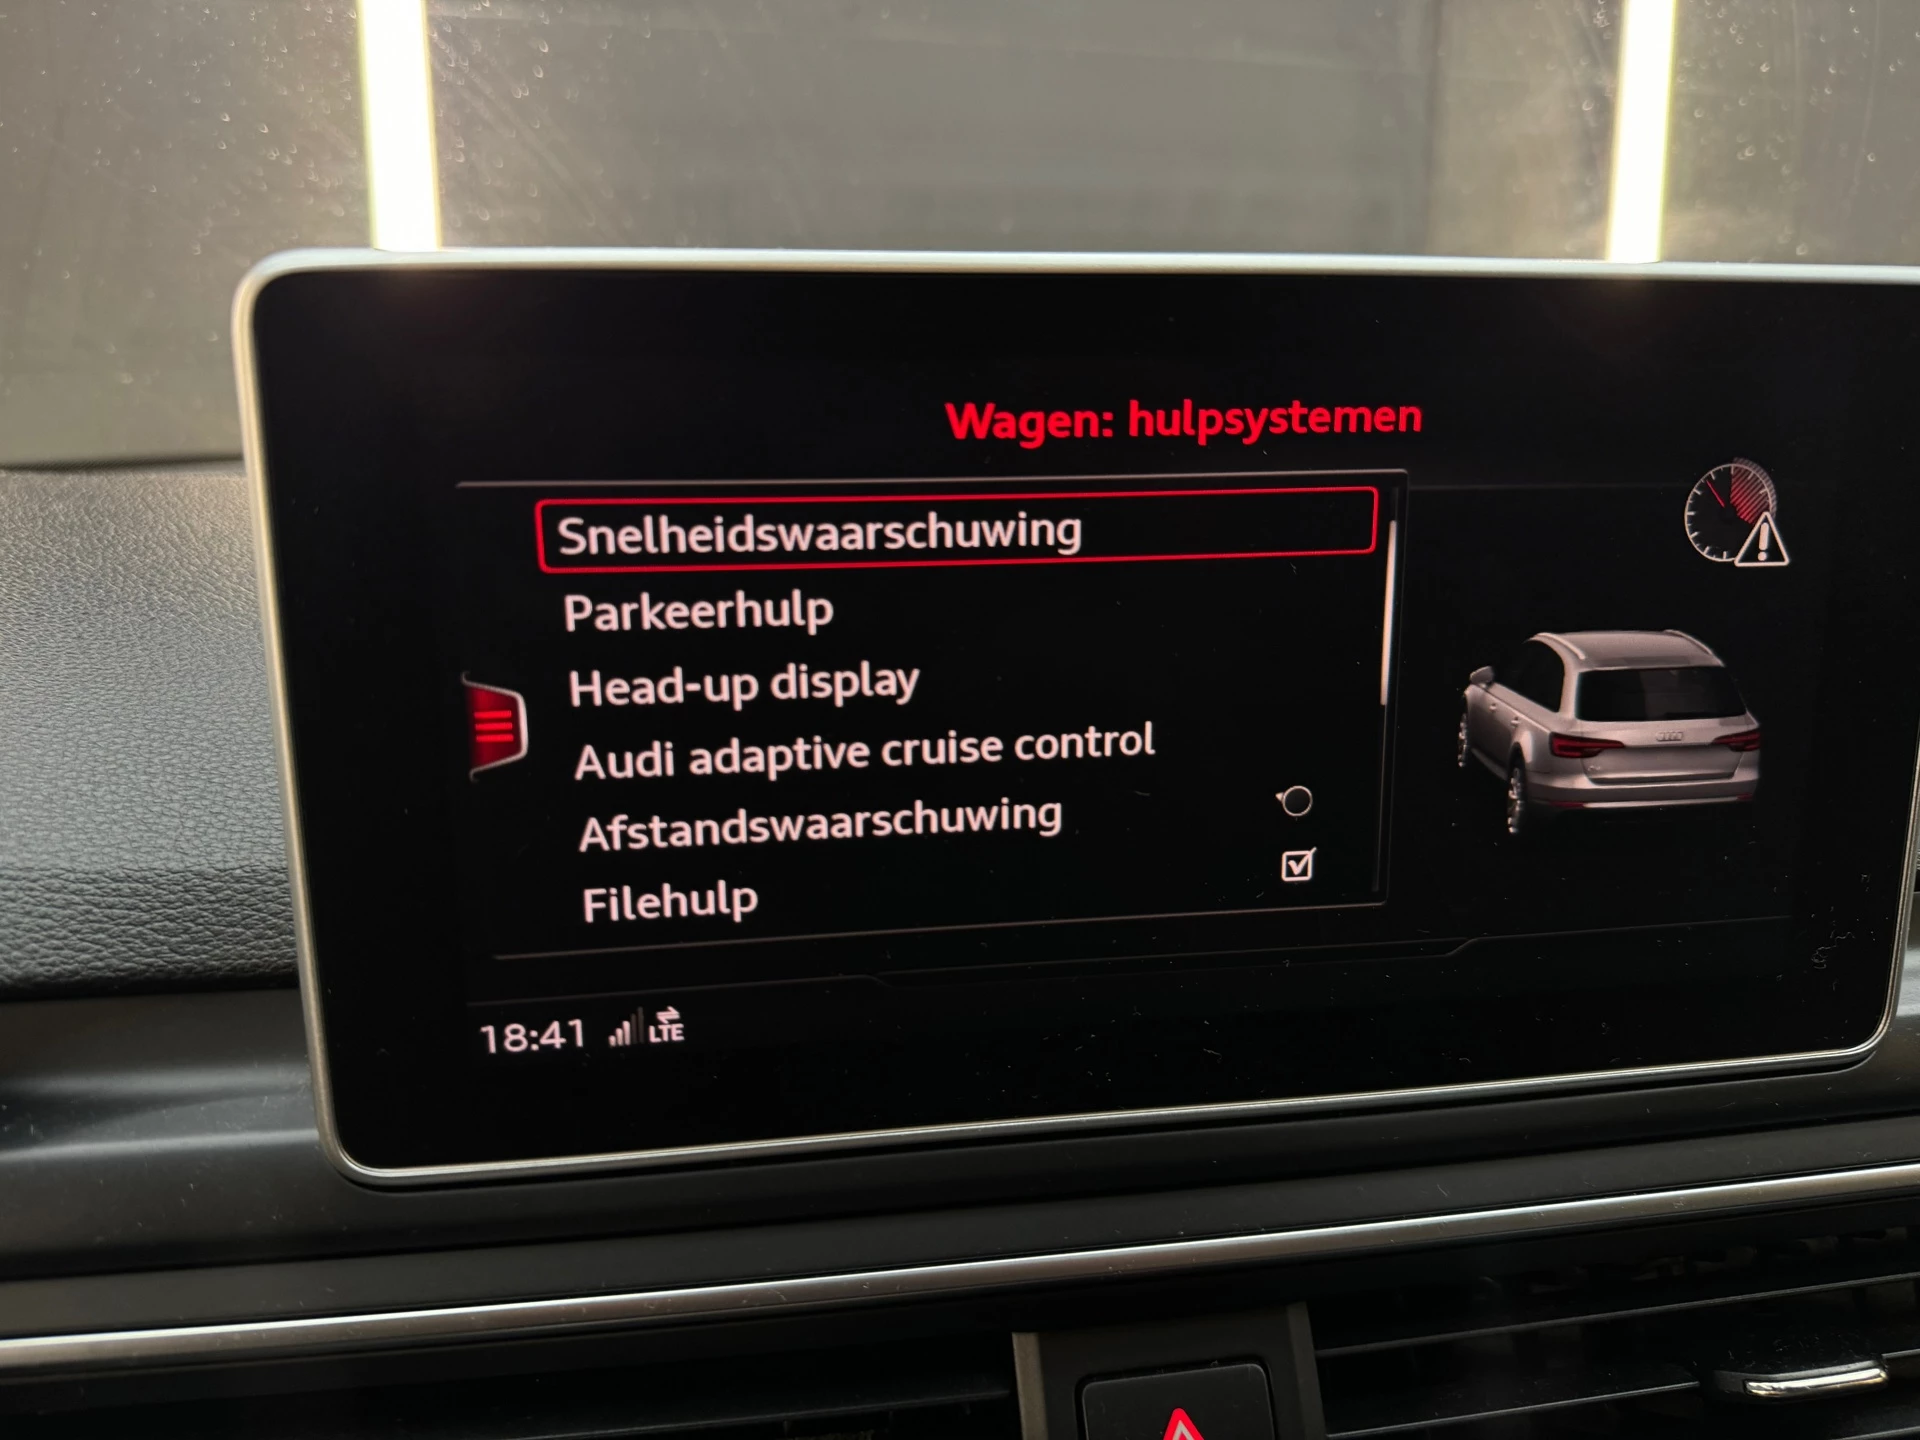 Wagen: hulpsystemen
Snelheidswaarschuwing
Parkeerhulp
Head-up display
Audi adaptive cruise control
Afstandswaarschuwing
Filehulp
18:41 LTE